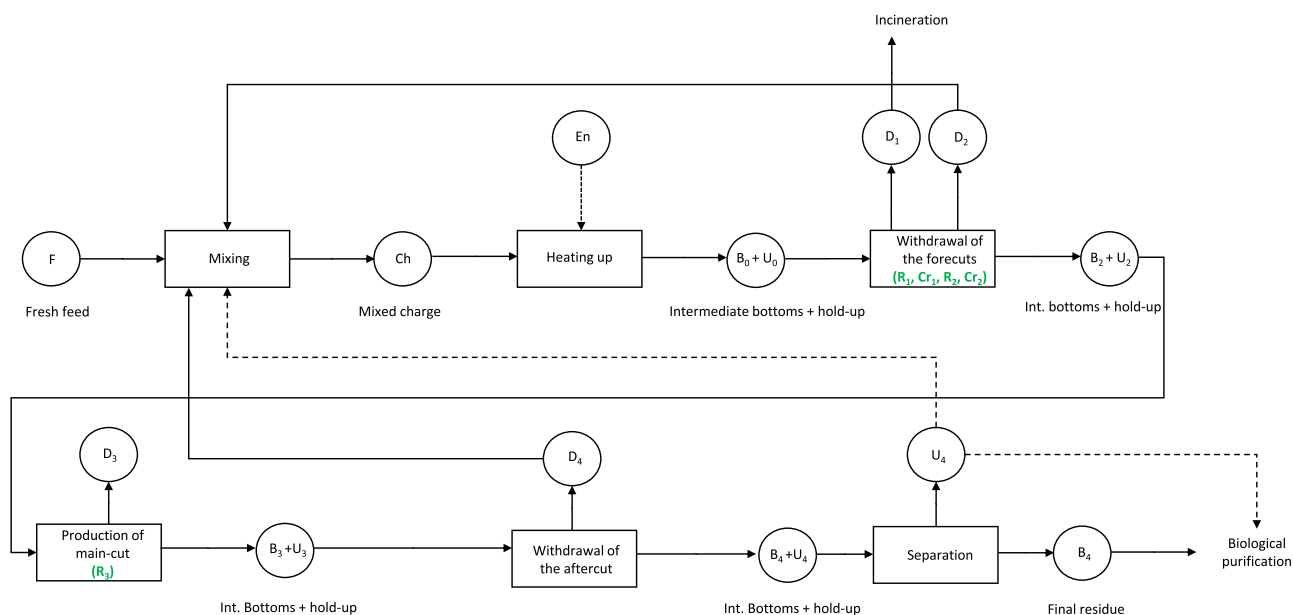 Incineration
En
D1
D2
F
Mixing
Ch
Heating up
B0 + U0
Withdrawal of
the forecuts
(R1, Cr1, R2, Cr2)
B2 + U2
Fresh feed
Mixed charge
Intermediate bottoms + hold-up
Int. bottoms + hold-up
D3
D4
U4
Production of
main-cut
(R3)
B3 +U3
Withdrawal of
the aftercut
B4 +U4
Separation
B4
Biological
purification
Int. Bottoms + hold-up
Int. Bottoms + hold-up
Final residue